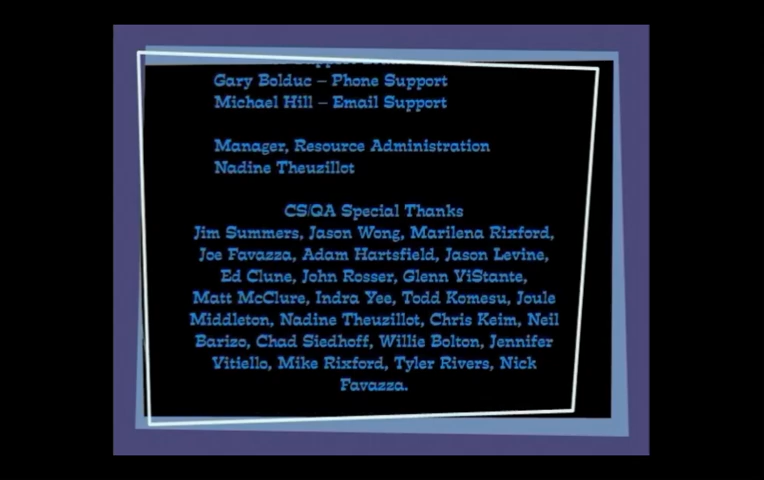 Gary Bolduc – Phone Support
Michael Hill – Email Support
Manager, Resource Administration
Nadine Theuzillot
CS/QA Special Thanks
Jim Summers, Jason Wong, Marilena Rixford,
Joe Favazza, Adam Hartsfield, Jason Levine,
Ed Clune, John Rosser, Glenn ViStante,
Matt McClure, Indra Yee, Todd Komesu, Joule
Middleton, Nadine Theuzillot, Chris Keim, Neil
Barizo, Chad Siedhoff, Willie Bolton, Jennifer
Vitiello, Mike Rixford, Tyler Rivers, Nick
Favazza.